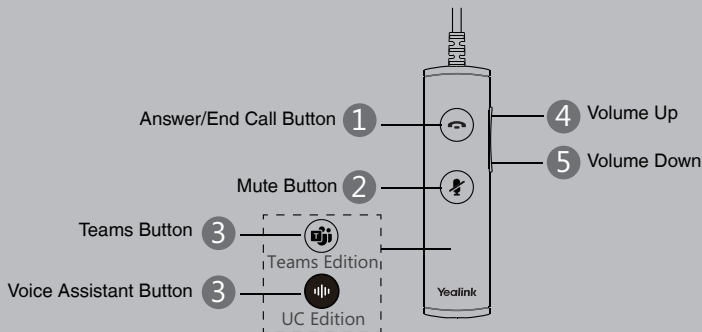 Answer/End Call Button 1
4 Volume Up
5 Volume Down
Mute Button 2
Teams Button 3
Teams Edition
Voice Assistant Button 3
UC Edition
Yealink